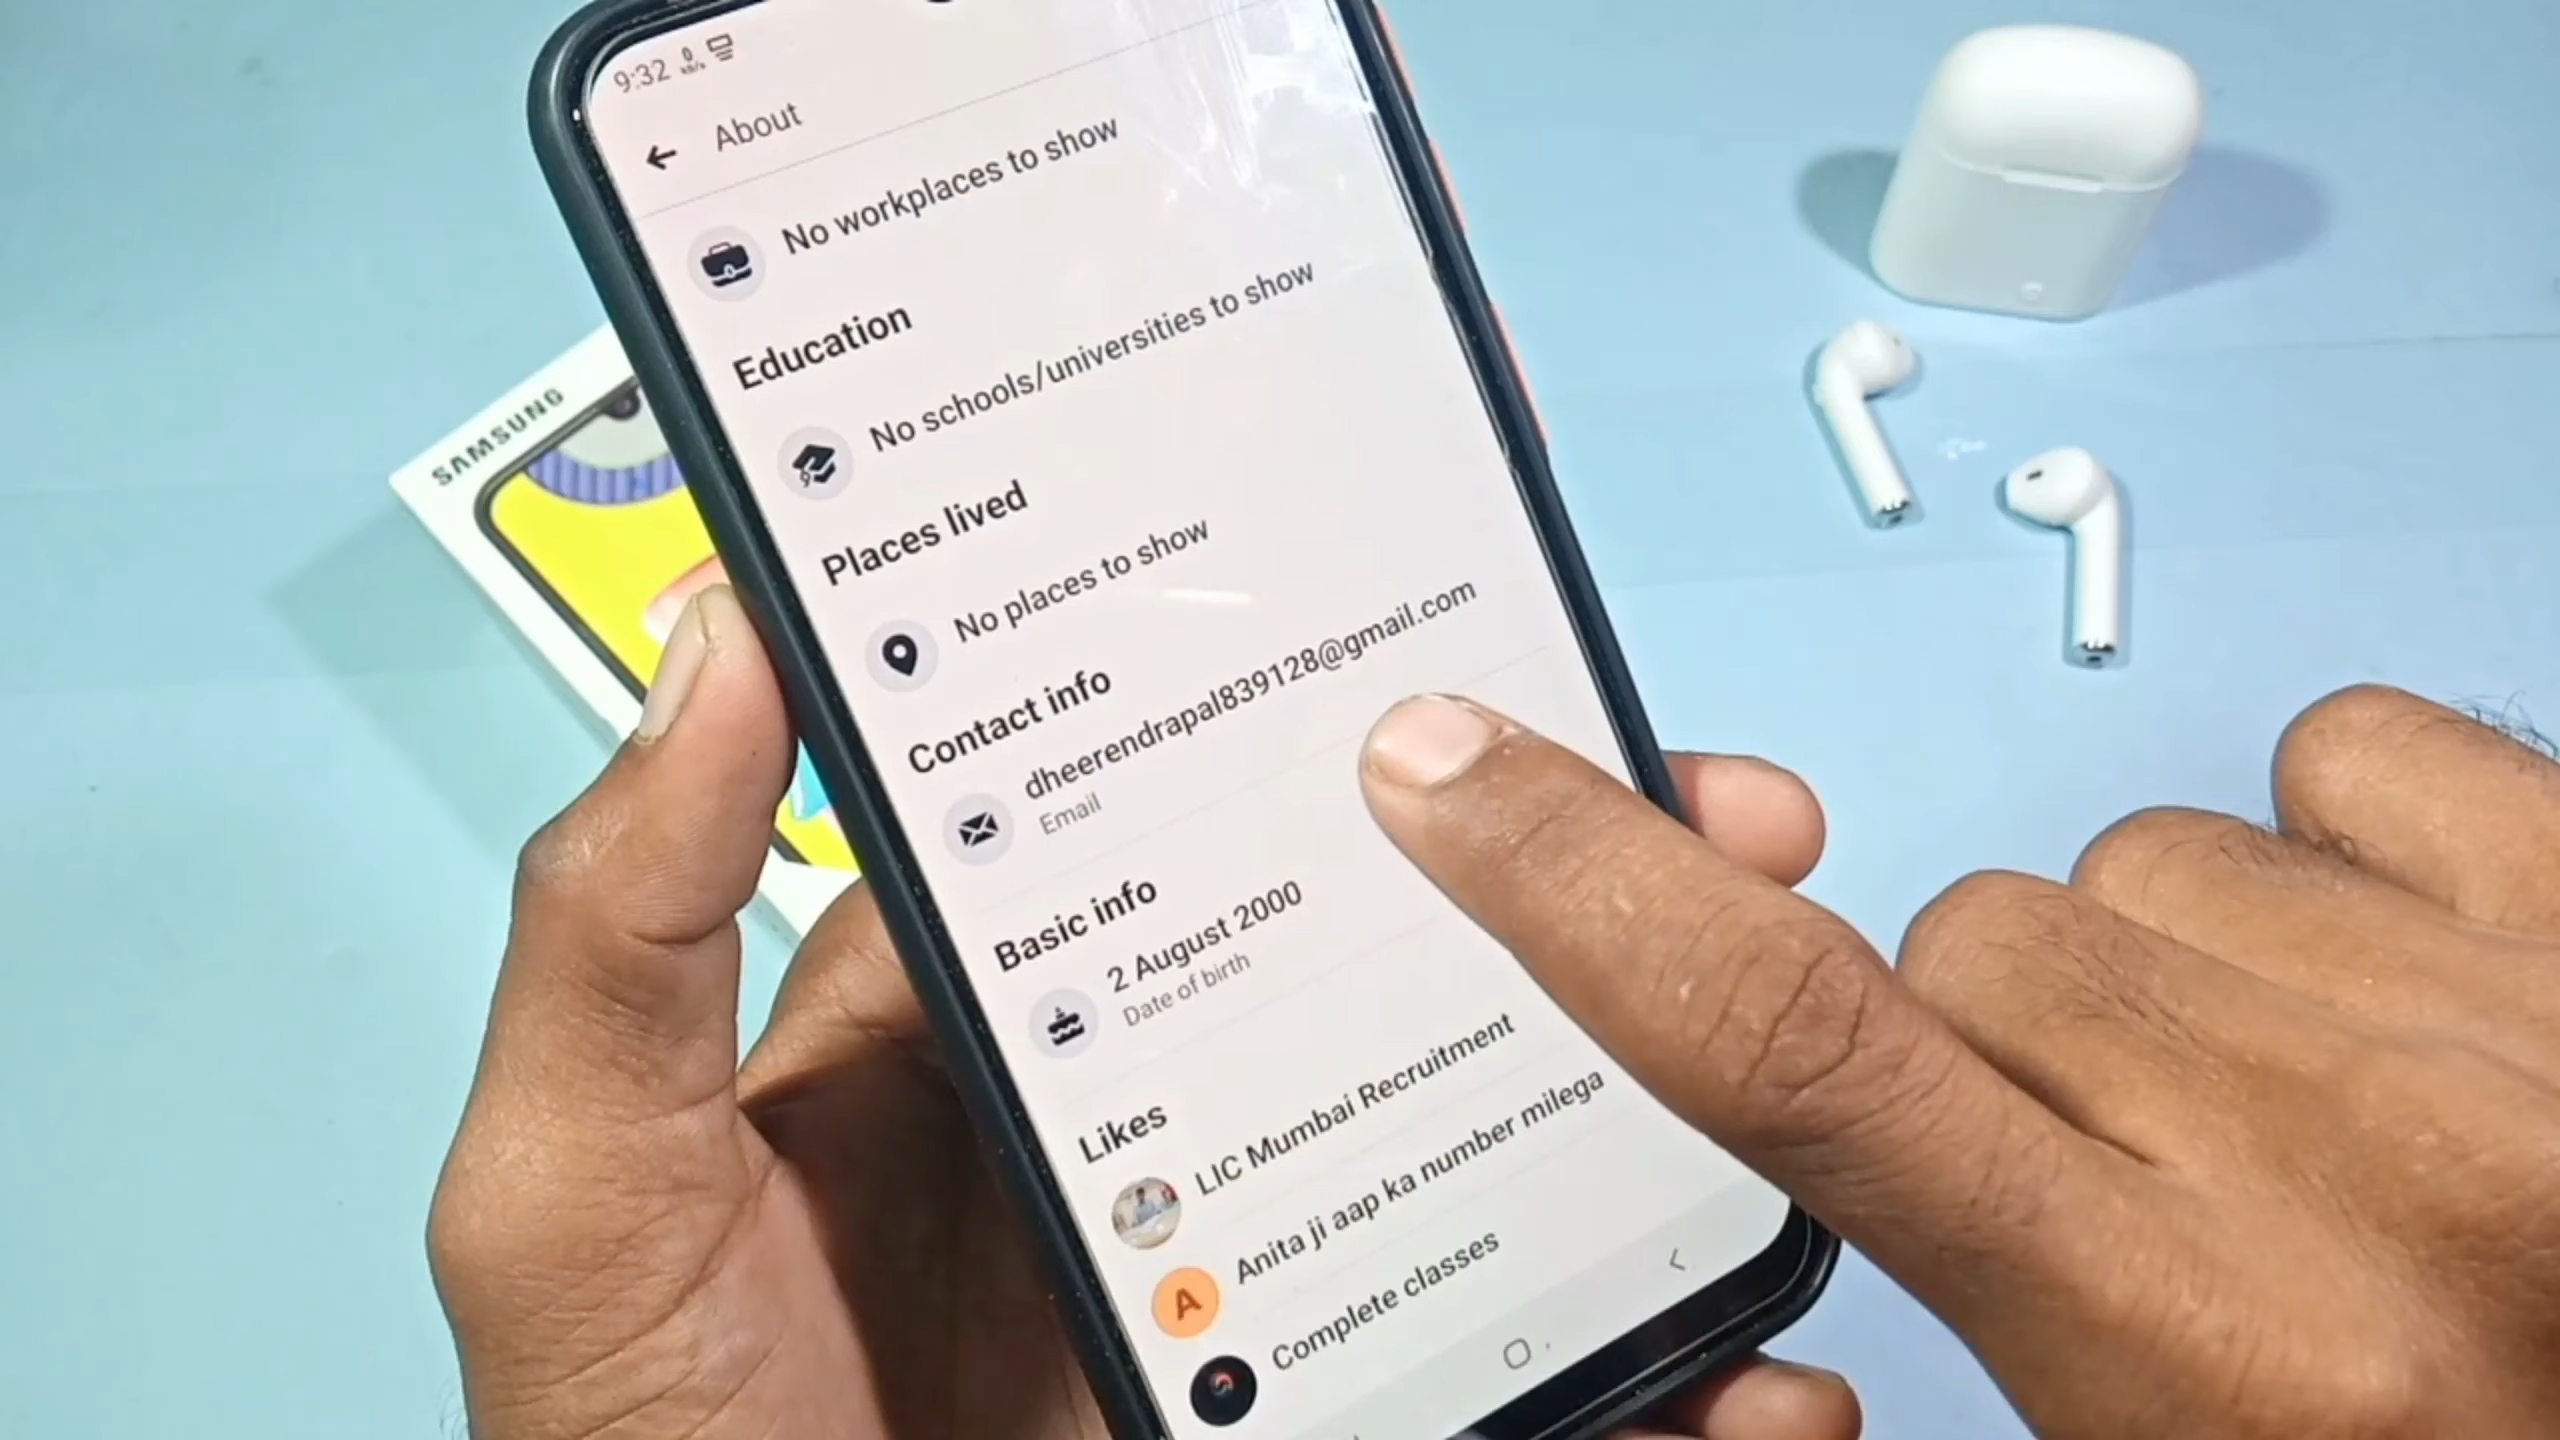 9:32
0
KB/s
About
No workplaces to show
Education
No schools/universities to show
Places lived
No places to show
Contact info
dheerendrapal839128@gmail.com
Email
Basic info
2 August 2000
Date of birth
Likes
LIC Mumbai Recruitment
A
Anita ji aap ka number milega
Complete classes
SAMSUNG